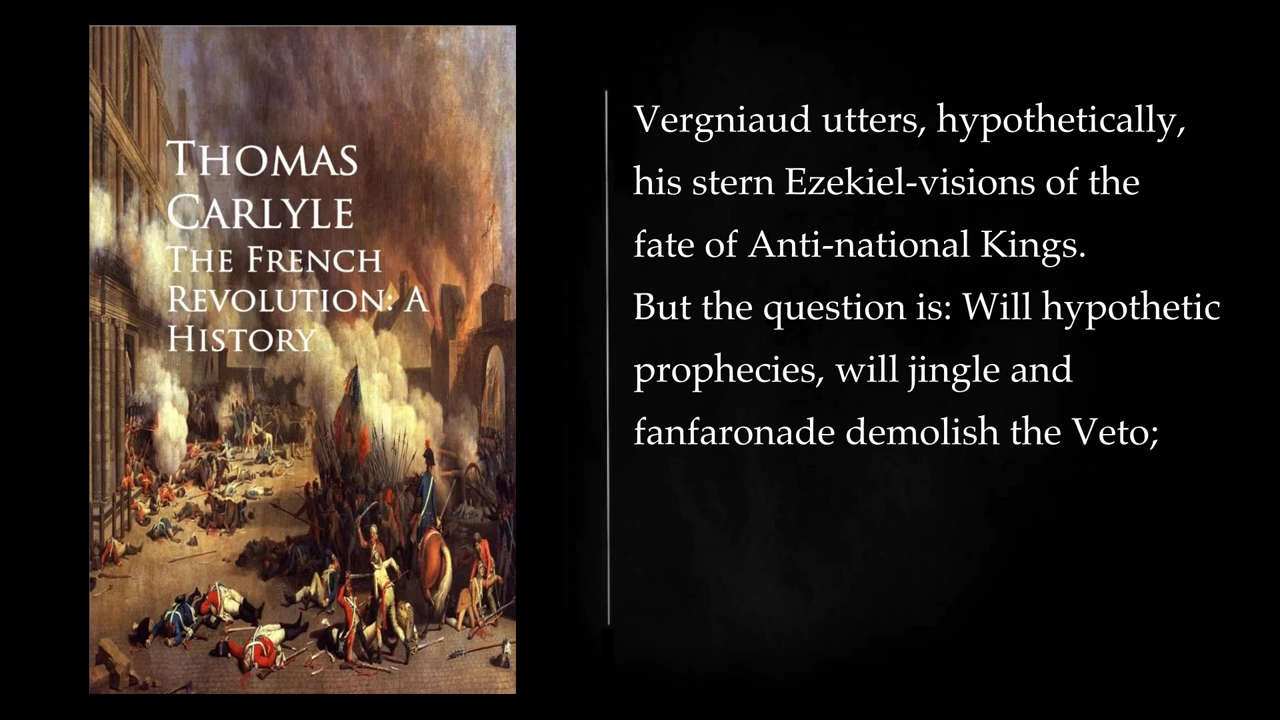 THOMAS
CARLYLE
THE FRENCH
REVOLUTION: A
HISTORY
Vergniaud utters, hypothetically,
his stern Ezekiel-visions of the
fate of Anti-national Kings.
But the question is: Will hypothetic
prophecies, will jingle and
fanfaronade demolish the Veto;